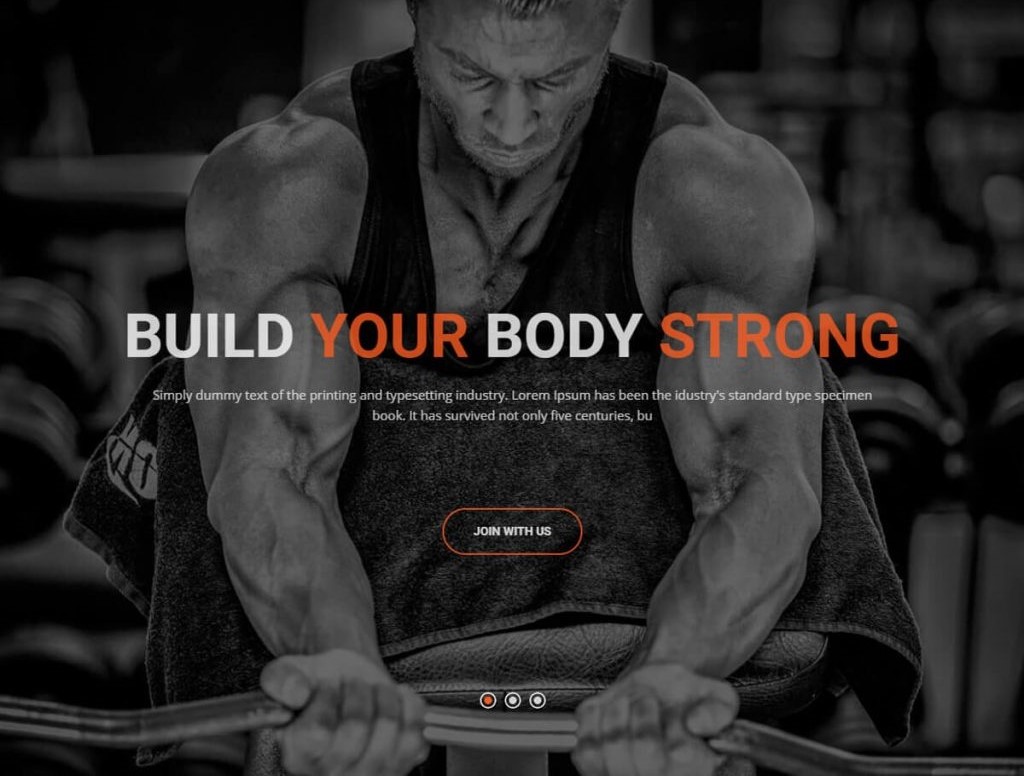 BUILD YOUR BODY STRONG
Simply dummy text of the printing and typesetting industry. Lorem Ipsum has been the idustry's standard type specimen
book. It has survived not only five centuries, bu
JOIN WITH US